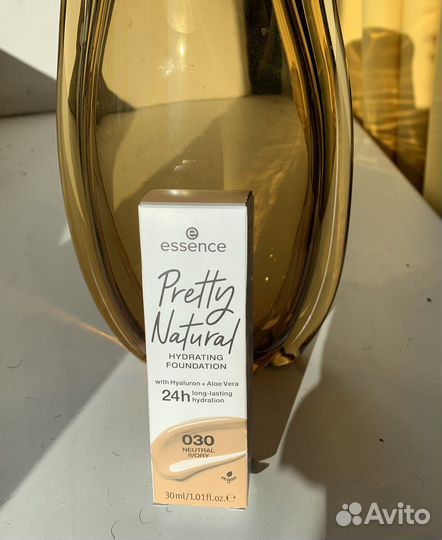 essence
Pretty
Natural
HYDRATING
FOUNDATION
with Hyaluron + Aloe Vera
24h long-lasting
hydration
030
NEUTRAL
IVORY
vegan
30ml/1.01fl.oz.℮
Avito